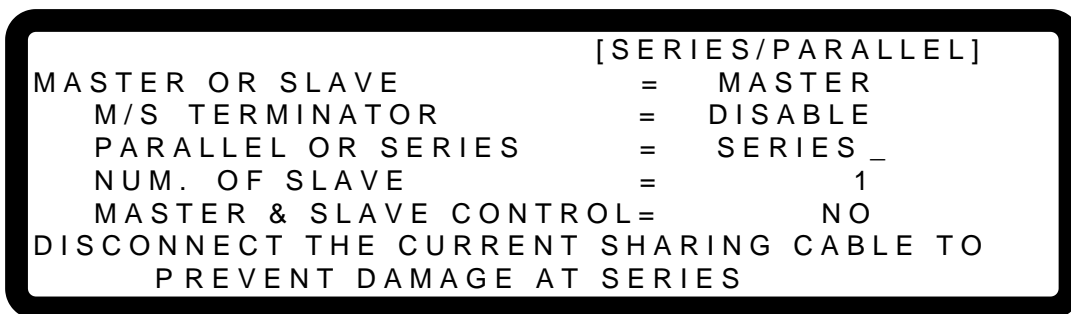 [SERIES/PARALLEL]
MASTER OR SLAVE = MASTER
M/S TERMINATOR = DISABLE
PARALLEL OR SERIES = SERIES_
NUM. OF SLAVE = 1
MASTER & SLAVE CONTROL= NO
DISCONNECT THE CURRENT SHARING CABLE TO
PREVENT DAMAGE AT SERIES